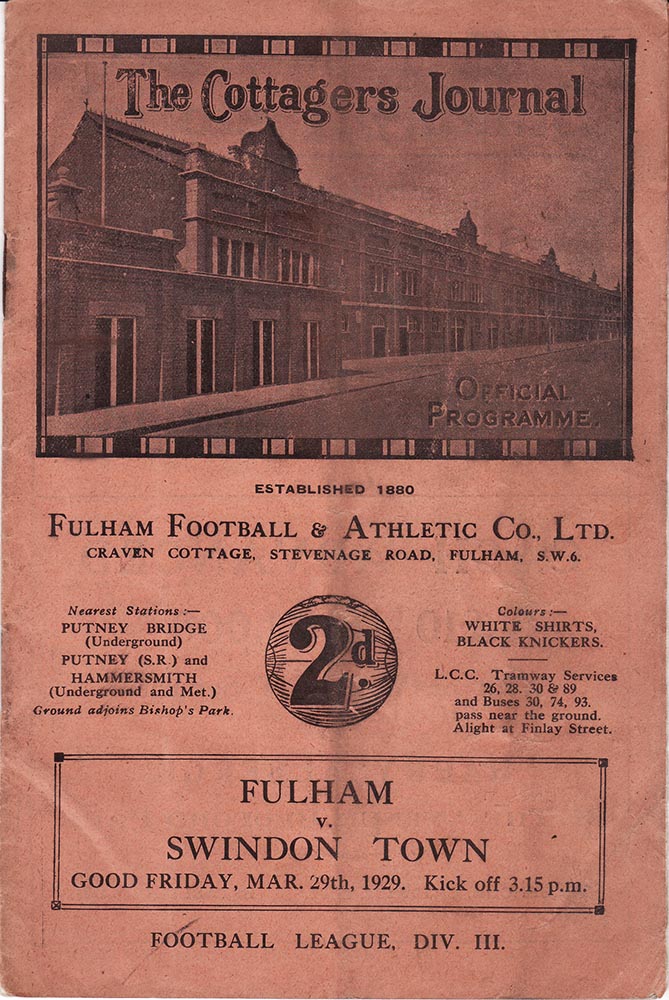 The Cottagers Journal
OFFICIAL
PROGRAMME.
ESTABLISHED 1880
FULHAM FOOTBALL & ATHLETIC CO., LTD.
CRAVEN COTTAGE, STEVENAGE ROAD, FULHAM, S.W.6.
Nearest Stations :—
PUTNEY BRIDGE
(Underground)
PUTNEY (S.R.) and
HAMMERSMITH
(Underground and Met.)
Ground adjoins Bishop's Park.
2d.
Colours :—
WHITE SHIRTS,
BLACK KNICKERS.
L.C.C. Tramway Services
26, 28. 30 & 89
and Buses 30, 74, 93.
pass near the ground.
Alight at Finlay Street.
FULHAM
v.
SWINDON TOWN
GOOD FRIDAY, MAR. 29th, 1929. Kick off 3.15 p.m.
FOOTBALL LEAGUE, DIV. III.